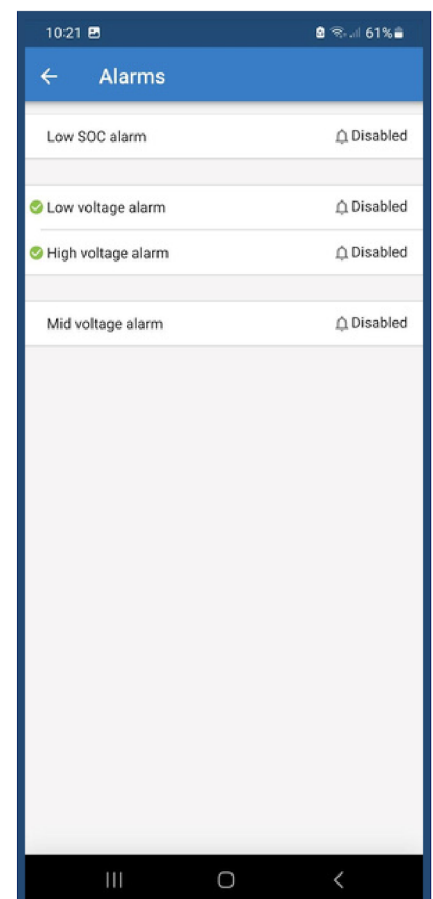 10:21 61%
Alarms
Low SOC alarm Disabled
Low voltage alarm Disabled
High voltage alarm Disabled
Mid voltage alarm Disabled